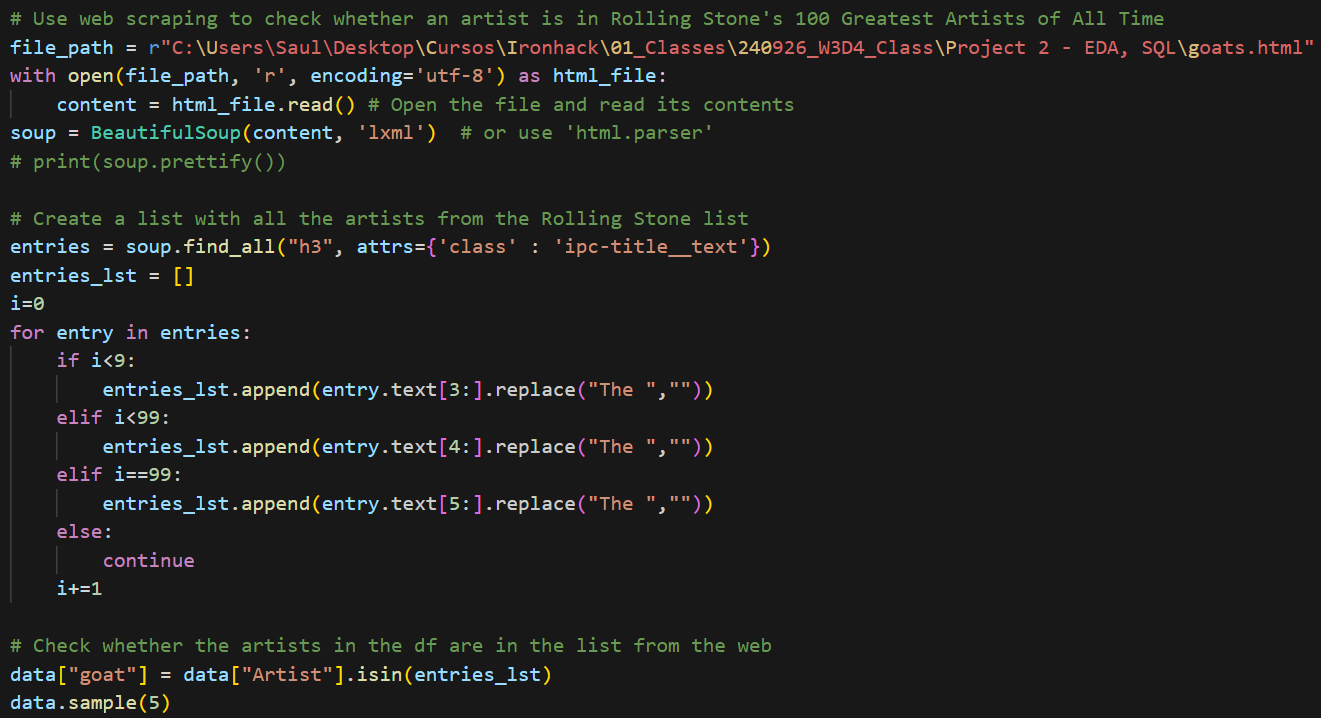 # Use web scraping to check whether an artist is in Rolling Stone's 100 Greatest Artists of All Time
file_path = r"C:\Users\Saul\Desktop\Cursos\Ironhack\01_Classes\240926_W3D4_Class\Project 2 - EDA, SQL\goats.html"
with open(file_path, 'r', encoding='utf-8') as html_file:
    content = html_file.read() # Open the file and read its contents
soup = BeautifulSoup(content, 'lxml')  # or use 'html.parser'
# print(soup.prettify())

# Create a list with all the artists from the Rolling Stone list
entries = soup.find_all("h3", attrs={'class' : 'ipc-title__text'})
entries_lst = []
i=0
for entry in entries:
    if i<9:
        entries_lst.append(entry.text[3:].replace("The ",""))
    elif i<99:
        entries_lst.append(entry.text[4:].replace("The ",""))
    elif i==99:
        entries_lst.append(entry.text[5:].replace("The ",""))
    else:
        continue
    i+=1

# Check whether the artists in the df are in the list from the web
data["goat"] = data["Artist"].isin(entries_lst)
data.sample(5)